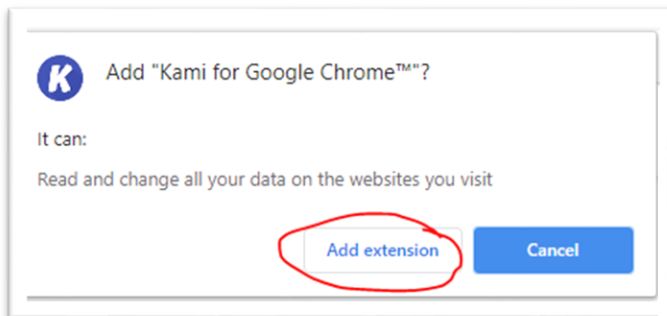 K
Add "Kami for Google Chrome™"?
It can:
Read and change all your data on the websites you visit
Add extension
Cancel